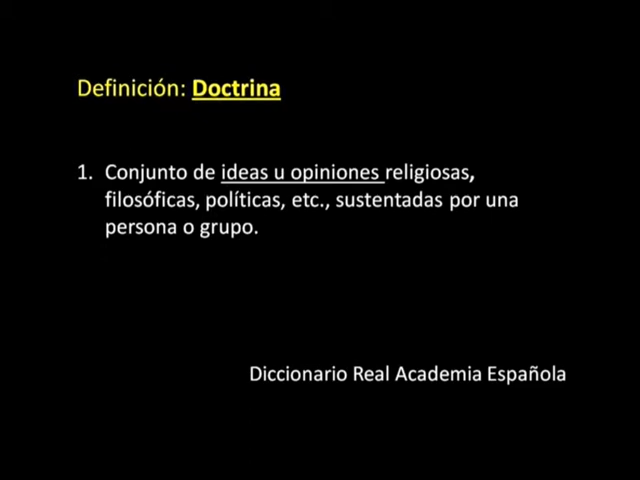 Definición: Doctrina
1. Conjunto de ideas u opiniones religiosas,
filosóficas, políticas, etc., sustentadas por una
persona o grupo.
Diccionario Real Academia Española